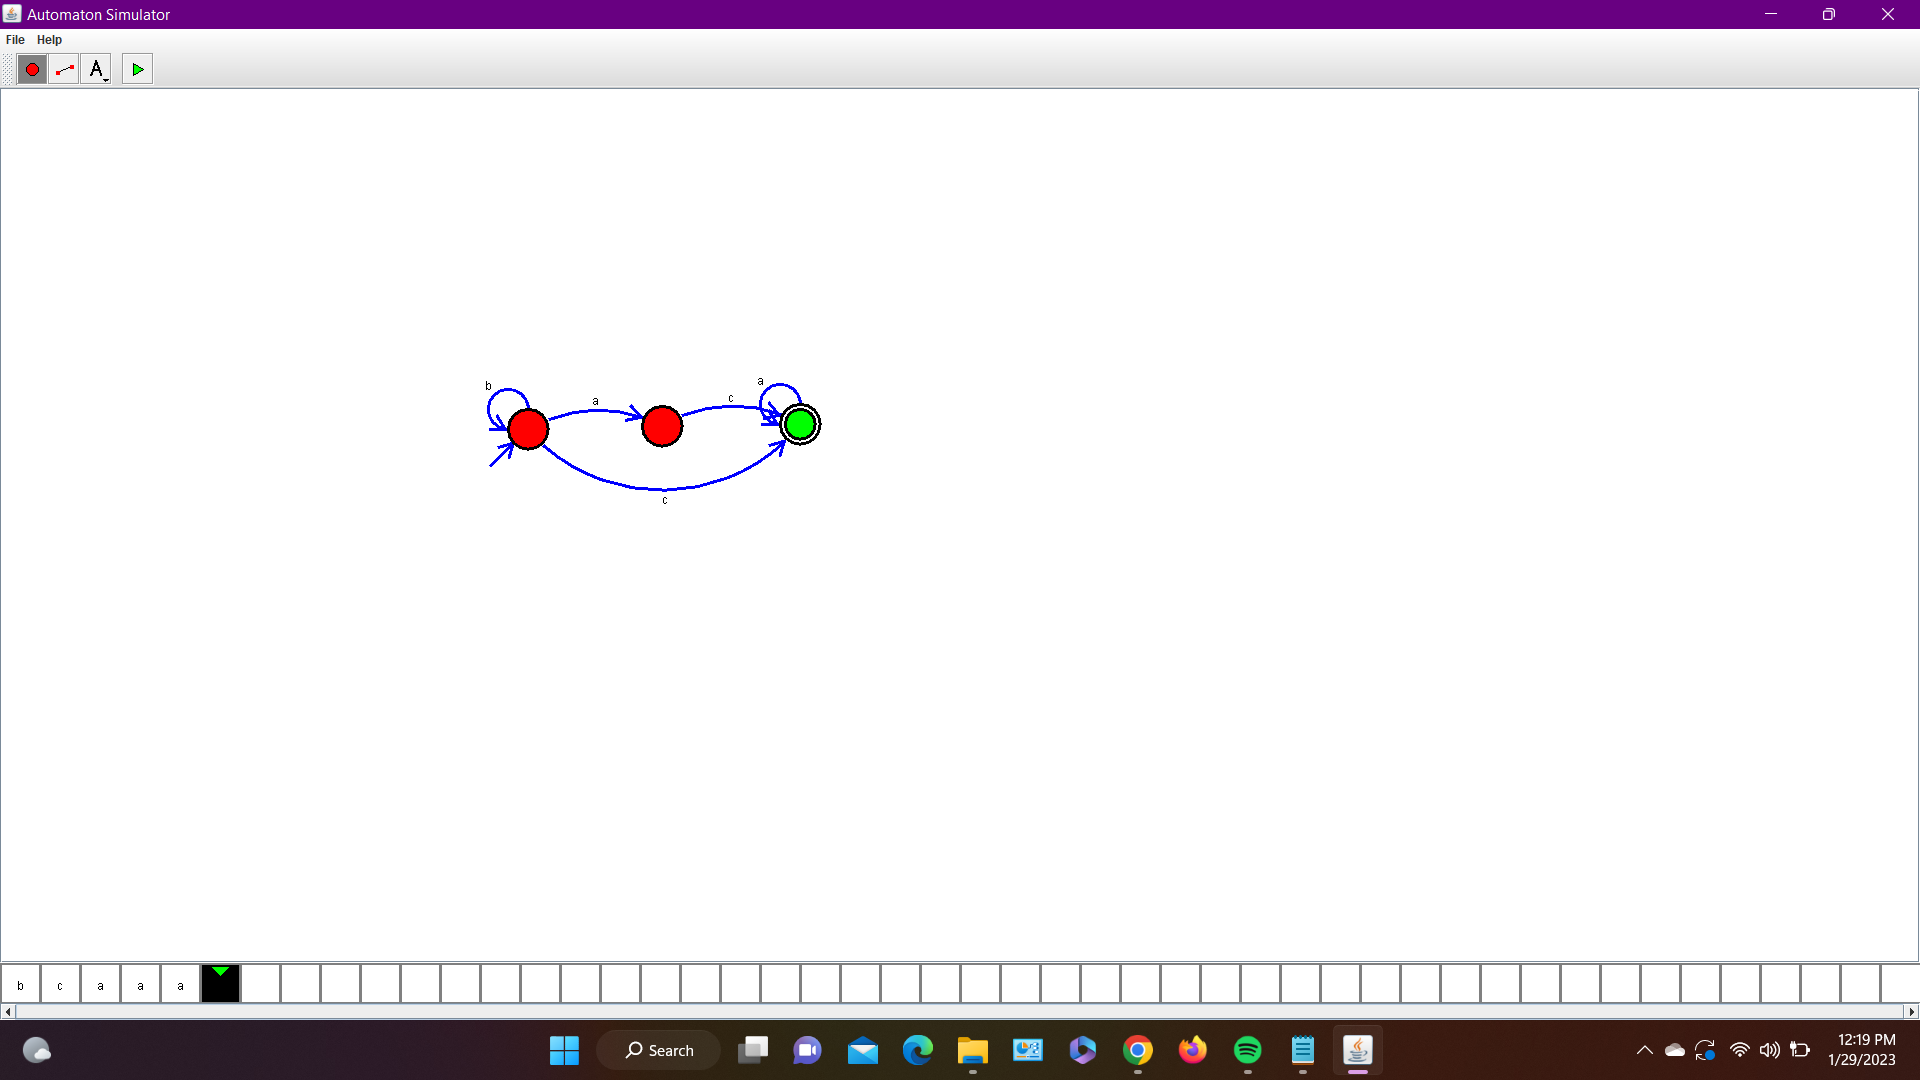 Automaton Simulator
File Help
A
b
a
c
a
c
b c a a a
Search
12:19 PM
1/29/2023